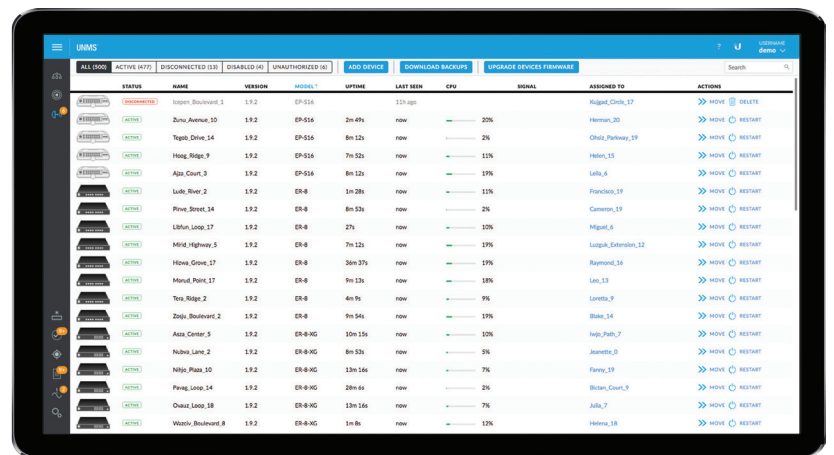 UNMS
? U USERNAME
demo
ALL (500) ACTIVE (477) DISCONNECTED (13) DISABLED (4) UNAUTHORIZED (6) ADD DEVICE DOWNLOAD BACKUPS UPGRADE DEVICES FIRMWARE Search
STATUS NAME VERSION MODEL UPTIME LAST SEEN CPU SIGNAL ASSIGNED TO ACTIONS
DISCONNECTED Icepen_Boulevard_1 1.9.2 EP-S16 11h ago Kujgad_Circle_17 MOVE DELETE
ACTIVE Zunu_Avenue_10 1.9.2 EP-S16 2m 49s now 20% Herman_20 MOVE RESTART
ACTIVE Tegob_Drive_14 1.9.2 EP-S16 8m 12s now 2% Ohviz_Parkway_19 MOVE RESTART
ACTIVE Hoog_Ridge_9 1.9.2 EP-S16 7m 52s now 11% Helen_15 MOVE RESTART
ACTIVE Ajza_Court_3 1.9.2 EP-S16 8m 12s now 19% Leila_6 MOVE RESTART
ACTIVE Lude_River_2 1.9.2 ER-8 1m 28s now 11% Francisco_19 MOVE RESTART
ACTIVE Pinve_Street_14 1.9.2 ER-8 8m 53s now 2% Cameron_19 MOVE RESTART
ACTIVE Libfun_Loop_17 1.9.2 ER-8 27s now 10% Miguel_6 MOVE RESTART
ACTIVE Mirid_Highway_5 1.9.2 ER-8 7m 12s now 19% Luzguk_Extension_12 MOVE RESTART
ACTIVE Hizwa_Grove_17 1.9.2 ER-8 36m 37s now 19% Raymond_16 MOVE RESTART
ACTIVE Morud_Point_17 1.9.2 ER-8 9m 13s now 18% Leo_13 MOVE RESTART
ACTIVE Tera_Ridge_2 1.9.2 ER-8 4m 9s now 9% Loretta_9 MOVE RESTART
ACTIVE Zosju_Boulevard_2 1.9.2 ER-8 9m 54s now 19% Blake_14 MOVE RESTART
ACTIVE Asza_Center_5 1.9.2 ER-8-XG 10m 15s now 10% Iwjo_Path_7 MOVE RESTART
ACTIVE Nubva_Lane_2 1.9.2 ER-8-XG 8m 53s now 5% Jeanette_0 MOVE RESTART
ACTIVE Nihjo_Plaza_10 1.9.2 ER-8-XG 13m 16s now 7% Fanny_19 MOVE RESTART
ACTIVE Pavag_Loop_14 1.9.2 ER-8-XG 28m 6s now 2% Bizten_Court_9 MOVE RESTART
ACTIVE Ovauz_Loop_18 1.9.2 ER-8-XG 13m 16s now 7% Julia_7 MOVE RESTART
ACTIVE Wazciv_Boulevard_8 1.9.2 ER-8-XG 1m 8s now 12% Helena_18 MOVE RESTART